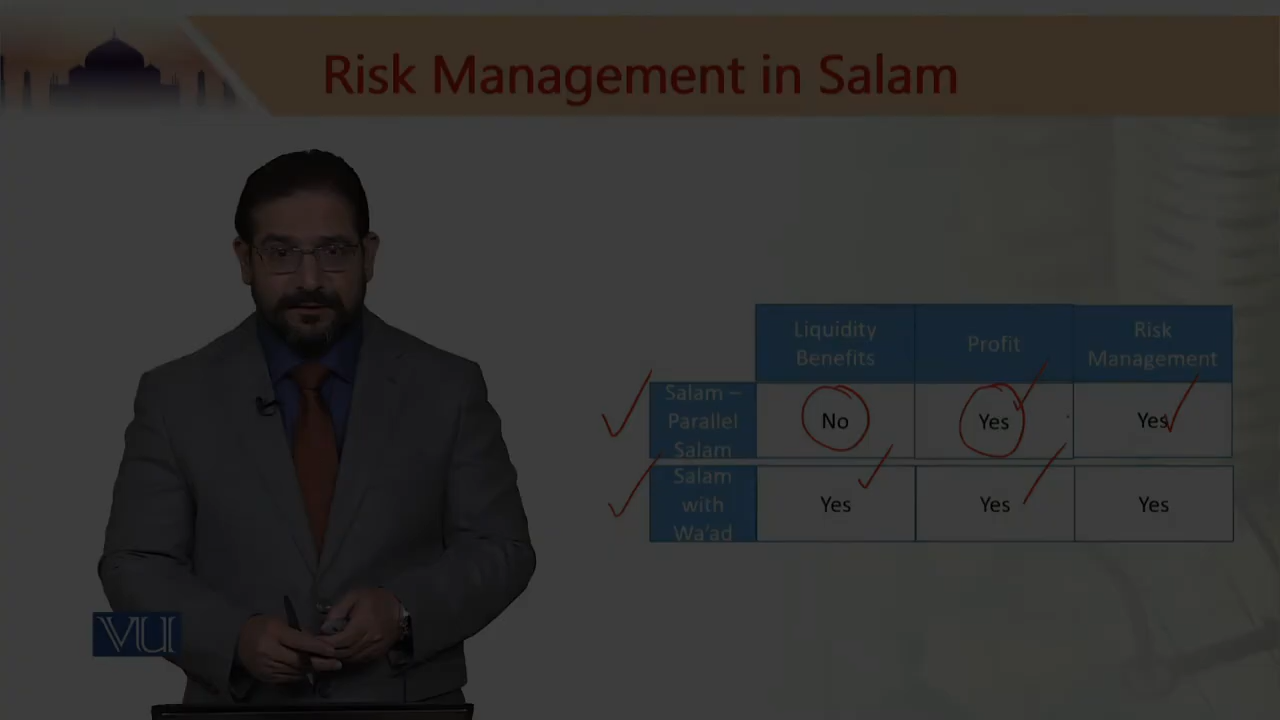 Risk Management in Salam
Liquidity
Benefits
Profit
Risk
Management
Salam –
Parallel
Salam
No
Yes
Yes
Salam
with
Wa'ad
Yes
Yes
Yes
VU